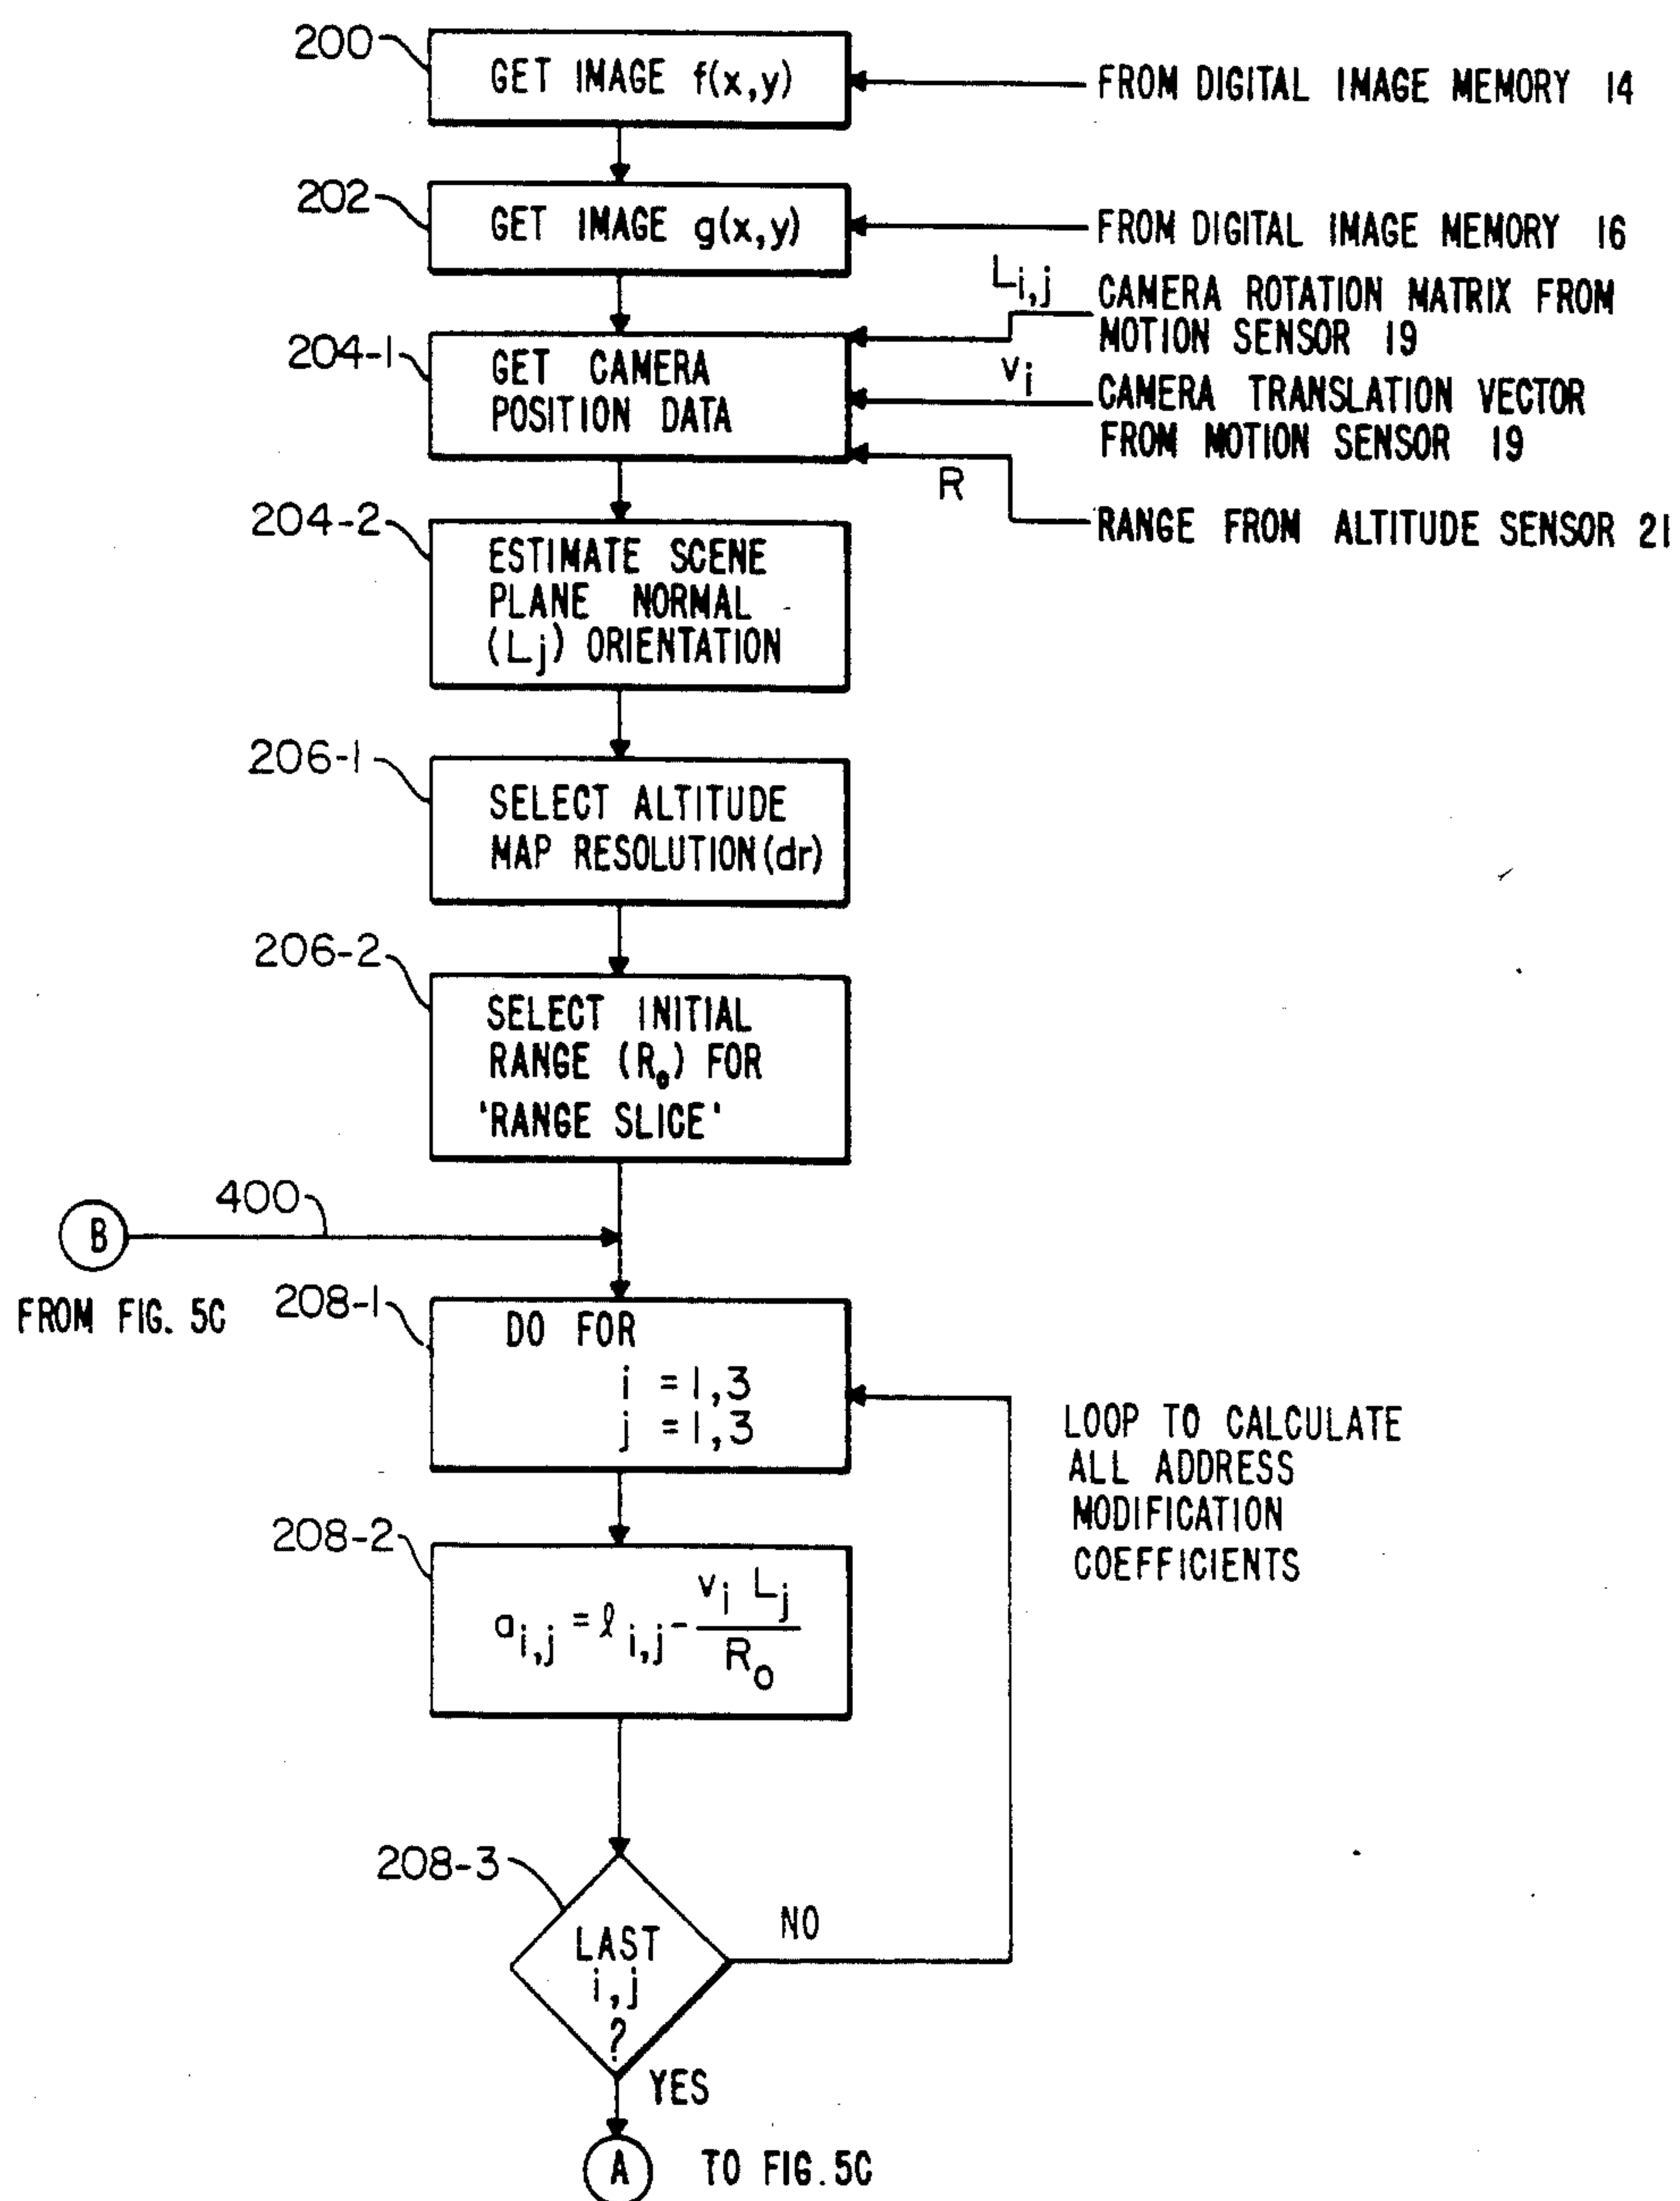 200
GET IMAGE f(x,y)
FROM DIGITAL IMAGE MEMORY 14
202
GET IMAGE g(x,y)
FROM DIGITAL IMAGE MEMORY 16
204-1
GET CAMERA
POSITION DATA
Li,j
CAMERA ROTATION MATRIX FROM
MOTION SENSOR 19
vi
CAMERA TRANSLATION VECTOR
FROM MOTION SENSOR 19
R
RANGE FROM ALTITUDE SENSOR 21
204-2
ESTIMATE SCENE
PLANE NORMAL
(Lj) ORIENTATION
206-1
SELECT ALTITUDE
MAP RESOLUTION (dr)
206-2
SELECT INITIAL
RANGE (Ro) FOR
'RANGE SLICE'
400
B
FROM FIG. 5C
208-1
DO FOR
i = 1,3
j = 1,3
LOOP TO CALCULATE
ALL ADDRESS
MODIFICATION
COEFFICIENTS
208-2
ai,j = ℓi,j - vi Lj / Ro
208-3
LAST
i,j
?
NO
YES
A
TO FIG. 5C